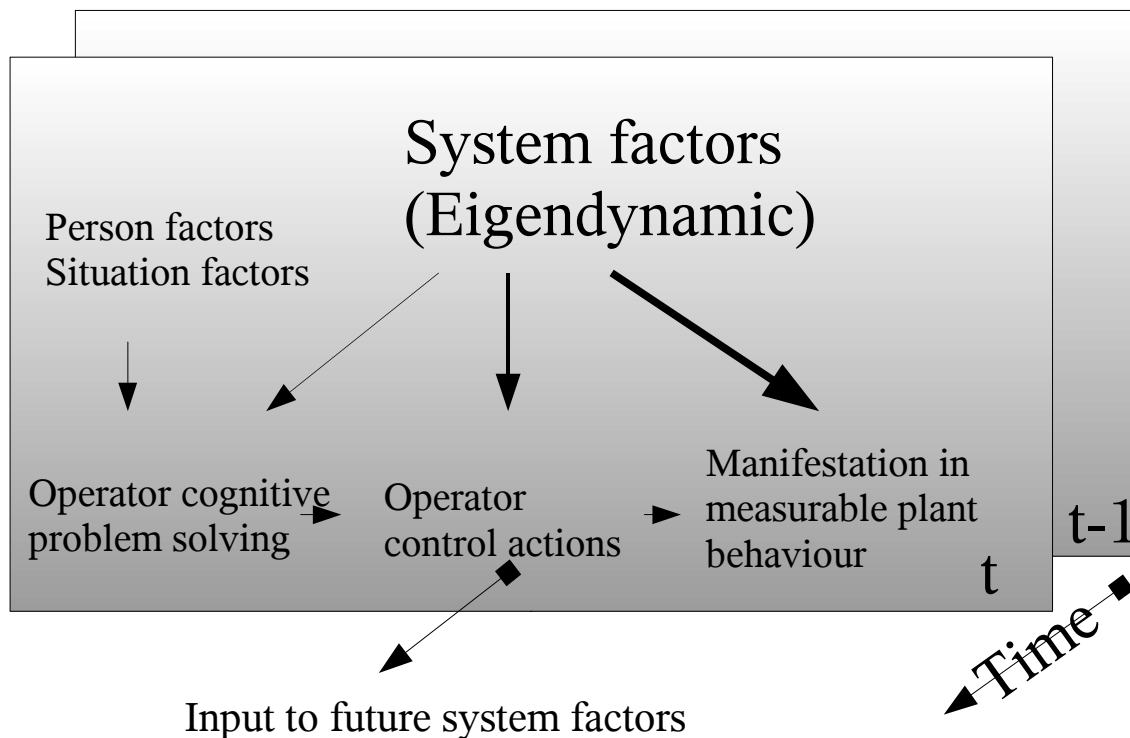 System factors
(Eigendynamic)
Person factors
Situation factors
Operator cognitive
problem solving
Operator
control actions
Manifestation in
measurable plant
behaviour
t
t-1
Time
Input to future system factors